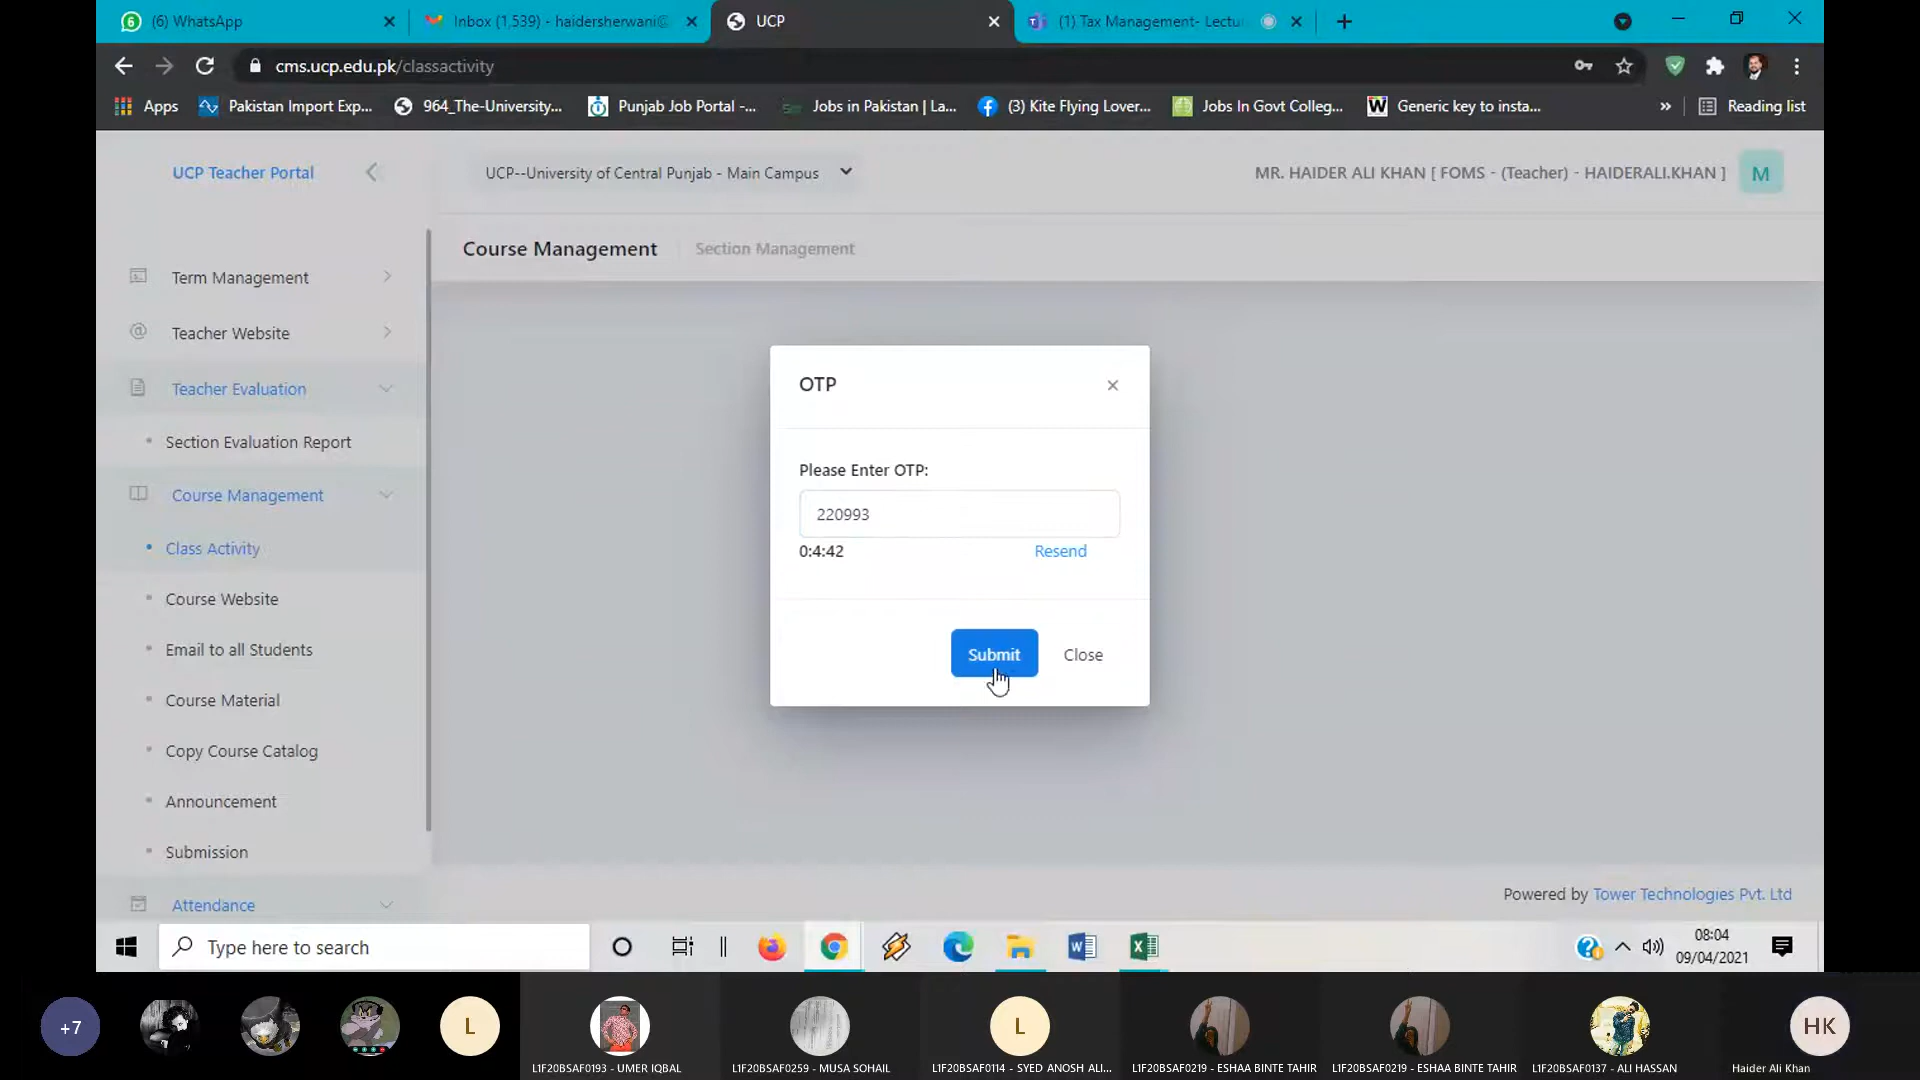 6
(6) WhatsApp
Inbox (1,539) - haidersherwani@
UCP
(1) Tax Management- Lectu
cms.ucp.edu.pk/classactivity
Apps
Pakistan Import Exp...
964_The-University...
Punjab Job Portal -...
Jobs in Pakistan | La...
(3) Kite Flying Lover...
Jobs In Govt Colleg...
W
Generic key to insta...
»
Reading list
UCP Teacher Portal
UCP--University of Central Punjab - Main Campus
MR. HAIDER ALI KHAN [ FOMS - (Teacher) - HAIDERALI.KHAN ]
M
Course Management
Section Management
Term Management
Teacher Website
Teacher Evaluation
Section Evaluation Report
Course Management
Class Activity
Course Website
Email to all Students
Course Material
Copy Course Catalog
Announcement
Submission
Attendance
OTP
Please Enter OTP:
220993
0:4:42
Resend
Submit
Close
Powered by Tower Technologies Pvt. Ltd
Type here to search
08:04
09/04/2021
+7
L
L1F20BSAF0193 - UMER IQBAL
L1F20BSAF0259 - MUSA SOHAIL
L
L1F20BSAF0114 - SYED ANOSH ALI...
L1F20BSAF0219 - ESHAA BINTE TAHIR
L1F20BSAF0219 - ESHAA BINTE TAHIR
L1F20BSAF0137 - ALI HASSAN
HK
Haider Ali Khan